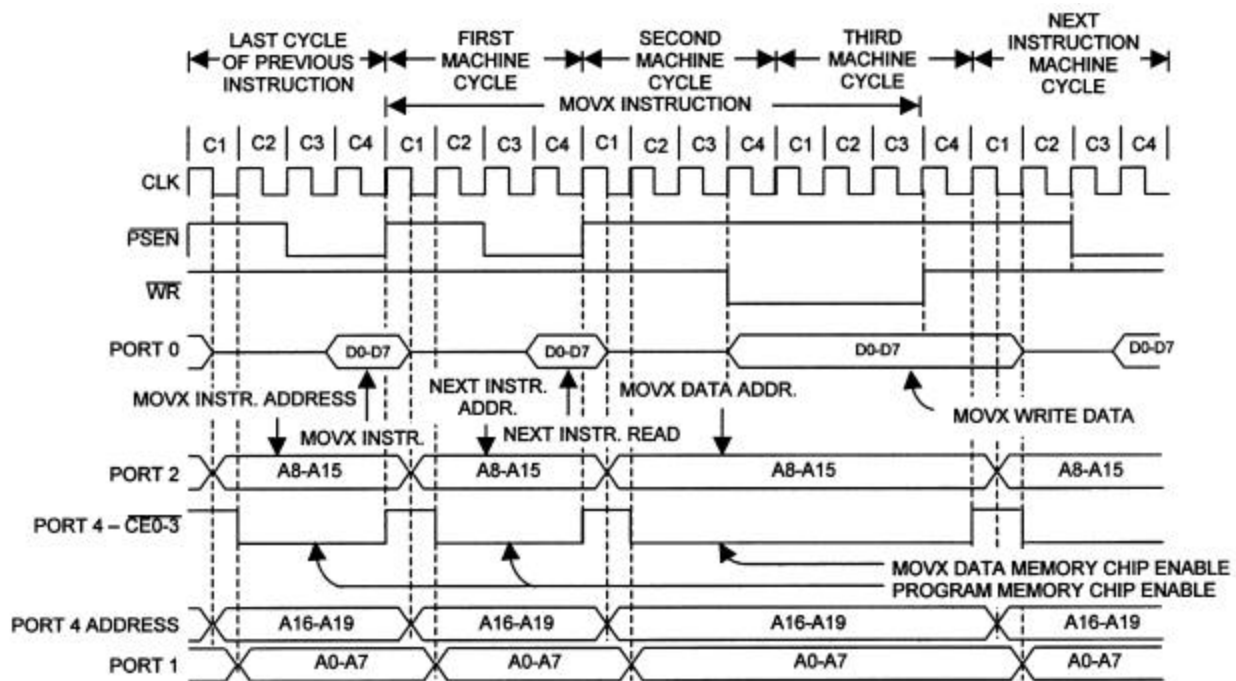 LAST CYCLE
OF PREVIOUS
INSTRUCTION
FIRST
MACHINE
CYCLE
SECOND
MACHINE
CYCLE
THIRD
MACHINE
CYCLE
NEXT
INSTRUCTION
MACHINE
CYCLE
MOVX INSTRUCTION
C1 C2 C3 C4 C1 C2 C3 C4 C1 C2 C3 C4 C1 C2 C3 C4 C1 C2 C3 C4
CLK
PSEN
WR
PORT 0 D0-D7 D0-D7 D0-D7 D0-D7
MOVX INSTR. ADDRESS
MOVX INSTR.
NEXT INSTR.
ADDR.
NEXT INSTR. READ
MOVX DATA ADDR.
MOVX WRITE DATA
PORT 2 A8-A15 A8-A15 A8-A15 A8-A15
PORT 4 – CE0-3
MOVX DATA MEMORY CHIP ENABLE
PROGRAM MEMORY CHIP ENABLE
PORT 4 ADDRESS A16-A19 A16-A19 A16-A19 A16-A19
PORT 1 A0-A7 A0-A7 A0-A7 A0-A7